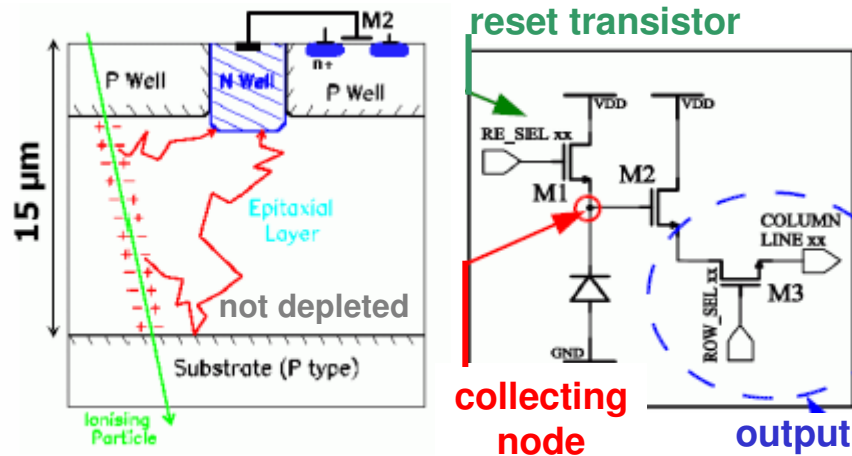 M2
n+
P Well
N Well
P Well
15 µm
Epitaxial
Layer
not depleted
Substrate (P type)
Ionising
Particle
reset transistor
VDD
VDD
RE_SEL xx
M1
M2
COLUMN
LINE xx
ROW_SEL xx
M3
GND
collecting
node
output